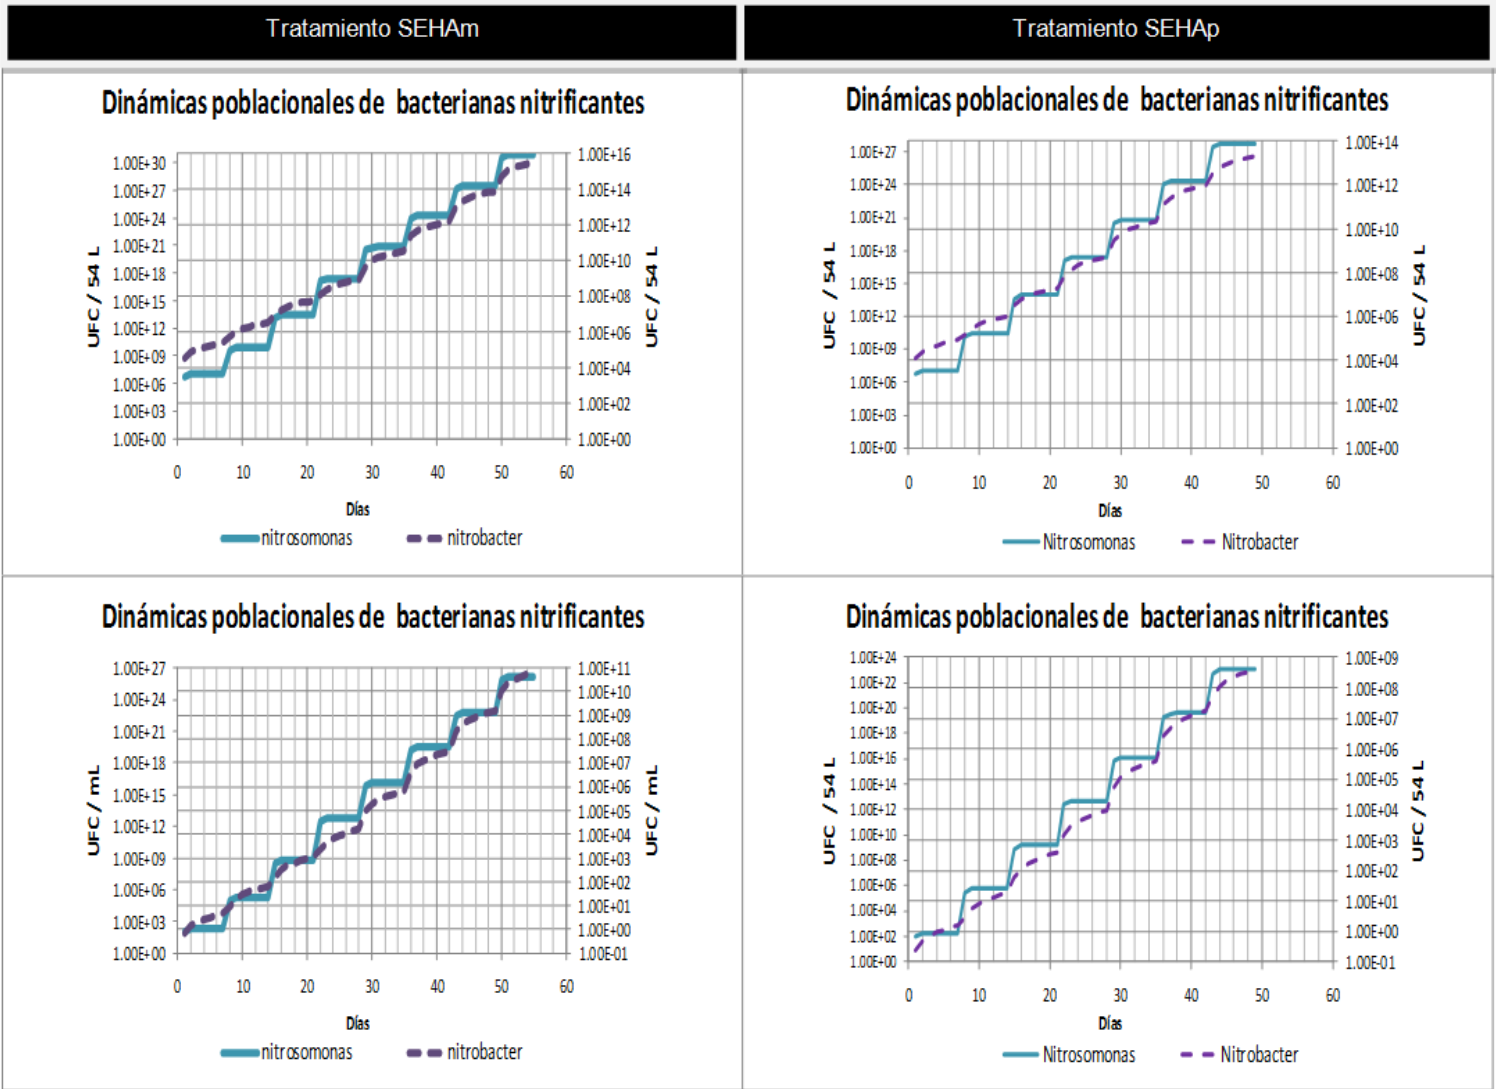 Tratamiento SEHAm
Tratamiento SEHAp
Dinámicas poblacionales de bacterianas nitrificantes
1.00E+30
1.00E+27
1.00E+24
1.00E+21
1.00E+18
1.00E+15
1.00E+12
1.00E+09
1.00E+06
1.00E+03
1.00E+00
UFC / 54 L
1.00E+16
1.00E+14
1.00E+12
1.00E+10
1.00E+08
1.00E+06
1.00E+04
1.00E+02
1.00E+00
UFC / 54 L
0 10 20 30 40 50 60
Días
nitrosomonas nitrobacter
Dinámicas poblacionales de bacterianas nitrificantes
1.00E+27
1.00E+24
1.00E+21
1.00E+18
1.00E+15
1.00E+12
1.00E+09
1.00E+06
1.00E+03
1.00E+00
UFC / 54 L
1.00E+14
1.00E+12
1.00E+10
1.00E+08
1.00E+06
1.00E+04
1.00E+02
1.00E+00
UFC / 54 L
0 10 20 30 40 50 60
Días
Nitrosomonas Nitrobacter
Dinámicas poblacionales de bacterianas nitrificantes
1.00E+27
1.00E+24
1.00E+21
1.00E+18
1.00E+15
1.00E+12
1.00E+09
1.00E+06
1.00E+03
1.00E+00
UFC / mL
1.00E+11
1.00E+10
1.00E+09
1.00E+08
1.00E+07
1.00E+06
1.00E+05
1.00E+04
1.00E+03
1.00E+02
1.00E+01
1.00E+00
1.00E-01
UFC / mL
0 10 20 30 40 50 60
Días
nitrosomonas nitrobacter
Dinámicas poblacionales de bacterianas nitrificantes
1.00E+24
1.00E+22
1.00E+20
1.00E+18
1.00E+16
1.00E+14
1.00E+12
1.00E+10
1.00E+08
1.00E+06
1.00E+04
1.00E+02
1.00E+00
UFC / 54 L
1.00E+09
1.00E+08
1.00E+07
1.00E+06
1.00E+05
1.00E+04
1.00E+03
1.00E+02
1.00E+01
1.00E+00
1.00E-01
UFC / 54 L
0 10 20 30 40 50 60
Días
Nitrosomonas Nitrobacter